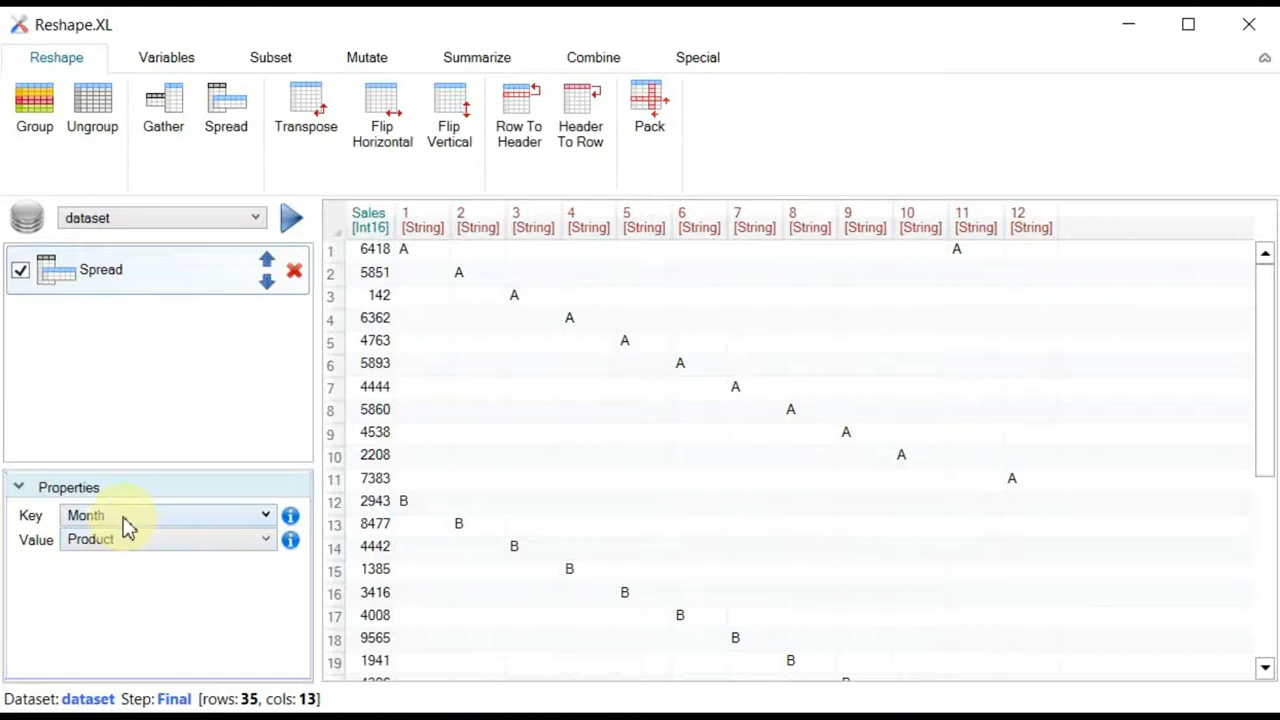 Reshape.XL
Reshape Variables Subset Mutate Summarize Combine Special
Group Ungroup Gather Spread Transpose Flip Horizontal Flip Vertical Row To Header Header To Row Pack
dataset
Spread
Properties
Key Month
Value Product
Sales [Int16] 1 [String] 2 [String] 3 [String] 4 [String] 5 [String] 6 [String] 7 [String] 8 [String] 9 [String] 10 [String] 11 [String] 12 [String]
1 6418 A A
2 5851 A
3 142 A
4 6362 A
5 4763 A
6 5893 A
7 4444 A
8 5860 A
9 4538 A
10 2208 A
11 7383 A
12 2943 B
13 8477 B
14 4442 B
15 1385 B
16 3416 B
17 4008 B
18 9565 B
19 1941 B
Dataset: dataset Step: Final [rows: 35, cols: 13]